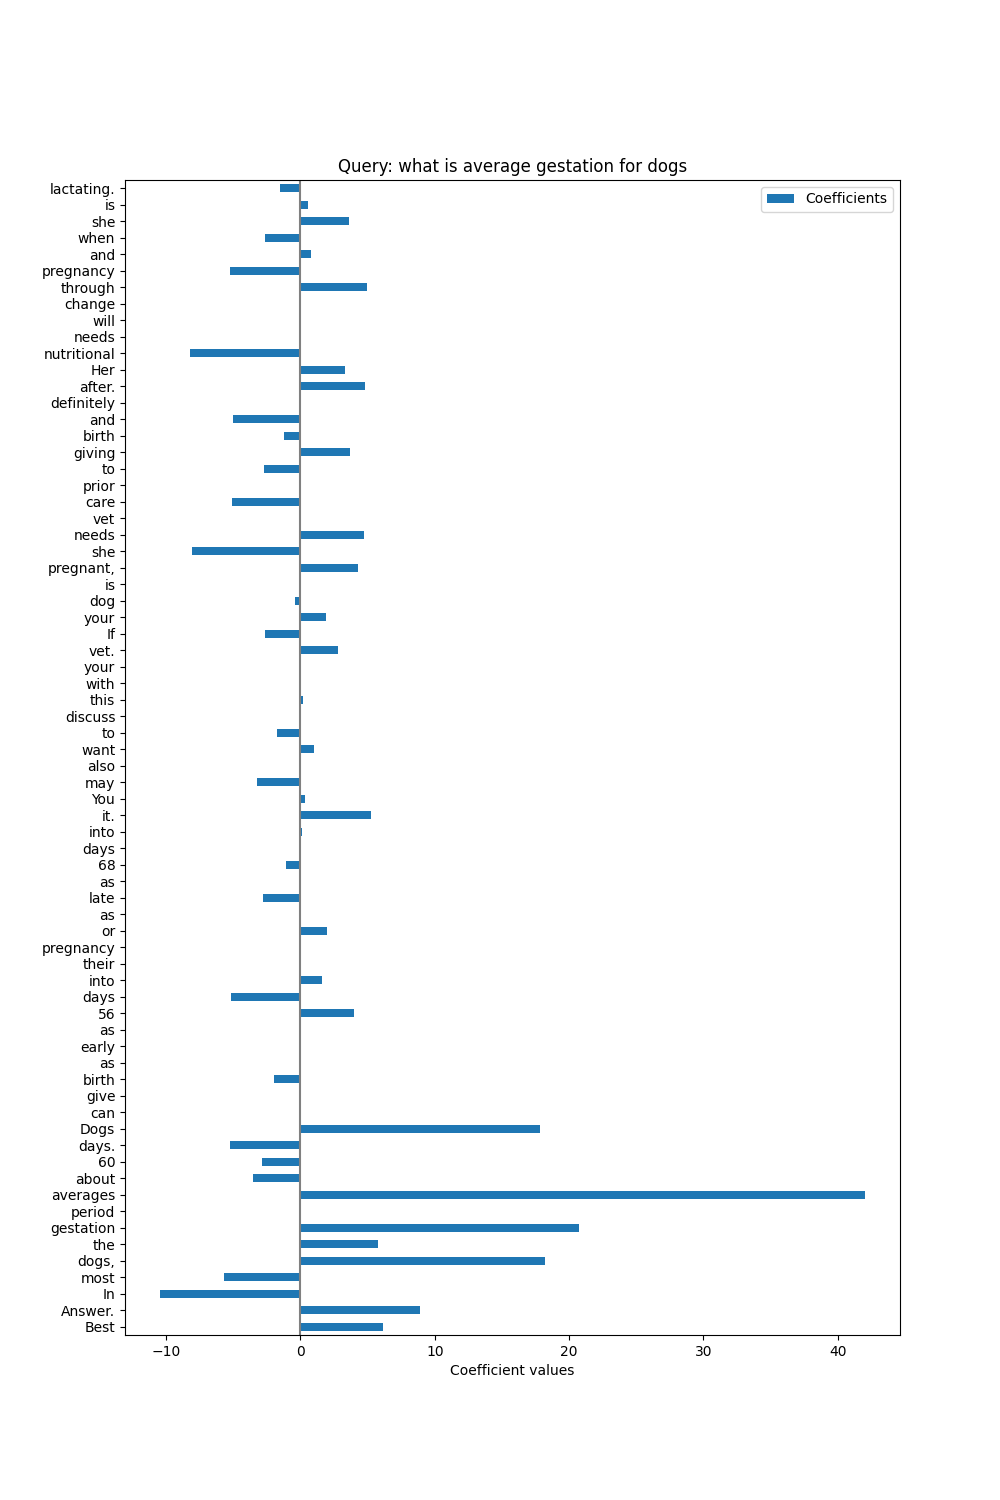 Query: what is average gestation for dogs
Coefficients
lactating.
is
she
when
and
pregnancy
through
change
will
needs
nutritional
Her
after.
definitely
and
birth
giving
to
prior
care
vet
needs
she
pregnant,
is
dog
your
If
vet.
your
with
this
discuss
to
want
also
may
You
it.
into
days
68
as
late
as
or
pregnancy
their
into
days
56
as
early
as
birth
give
can
Dogs
days.
60
about
averages
period
gestation
the
dogs,
most
In
Answer.
Best
−10 0 10 20 30 40
Coefficient values